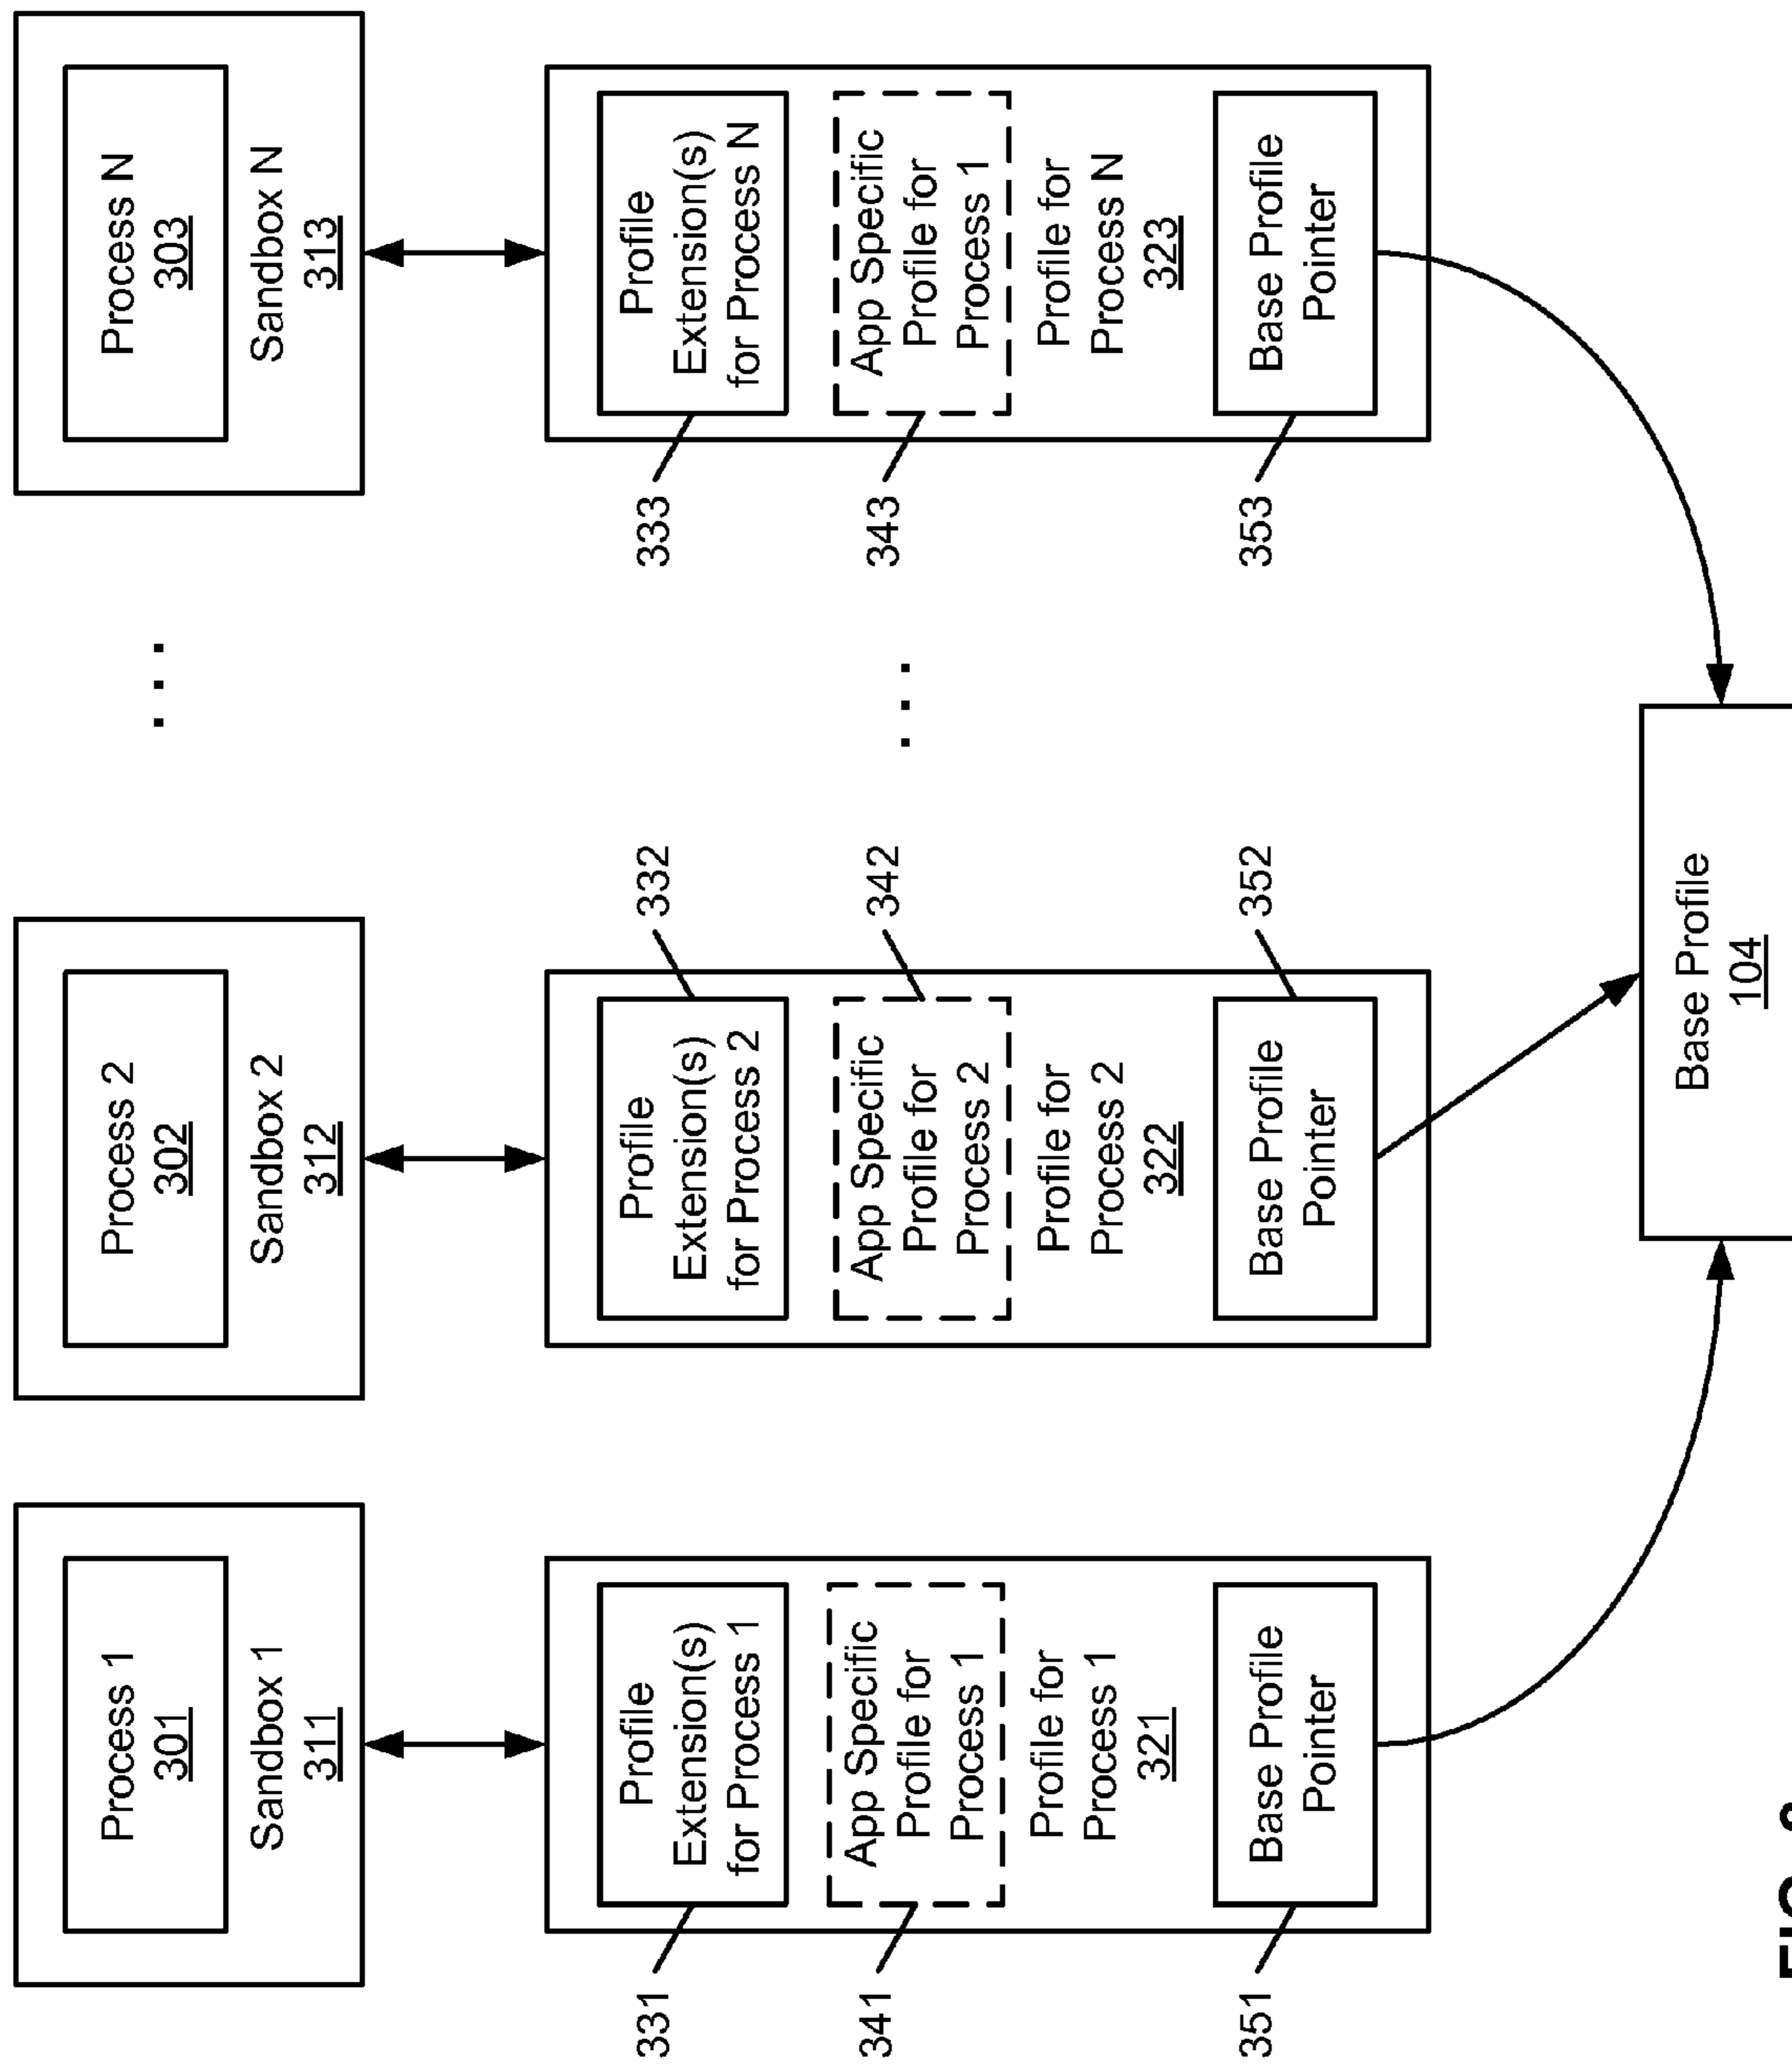 Process 1
301
Sandbox 1
311
Process 2
302
Sandbox 2
312
. . .
Process N
303
Sandbox N
313
331
Profile
Extension(s)
for Process 1
341
App Specific
Profile for
Process 1
Profile for
Process 1
321
351
Base Profile
Pointer
Profile
Extension(s)
for Process 2
332
App Specific
Profile for
Process 2
342
Profile for
Process 2
322
Base Profile
Pointer
352
. . .
333
Profile
Extension(s)
for Process N
343
App Specific
Profile for
Process 1
Profile for
Process N
323
353
Base Profile
Pointer
Base Profile
104
FIG.